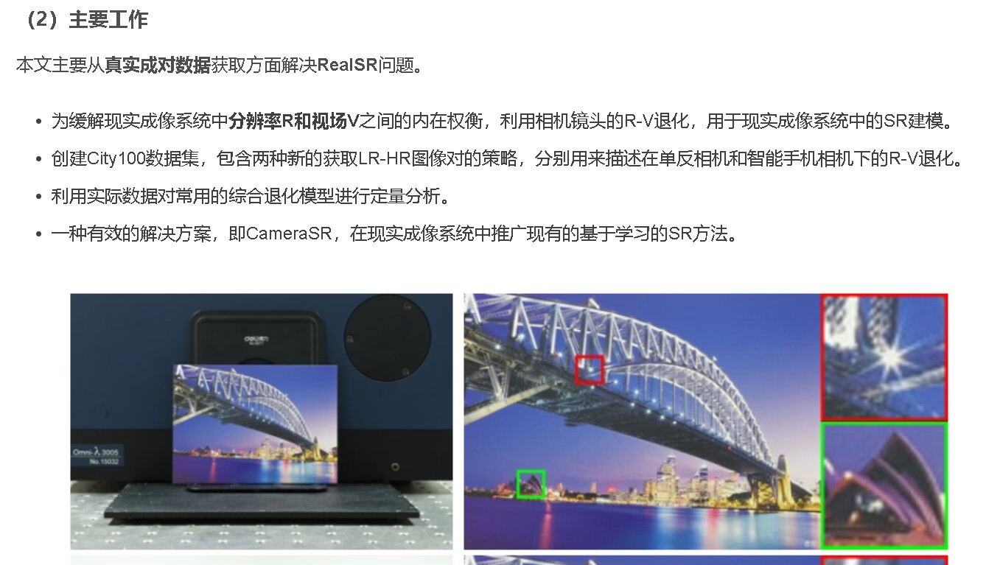 （2）主要工作
本文主要从真实成对数据获取方面解决RealSR问题。
• 为缓解现实成像系统中分辨率R和视场V之间的内在权衡，利用相机镜头的R-V退化，用于现实成像系统中的SR建模。
• 创建City100数据集，包含两种新的获取LR-HR图像对的策略，分别用来描述在单反相机和智能手机相机下的R-V退化。
• 利用实际数据对常用的综合退化模型进行定量分析。
• 一种有效的解决方案，即CameraSR，在现实成像系统中推广现有的基于学习的SR方法。
Omni-λ 3005
No.15032